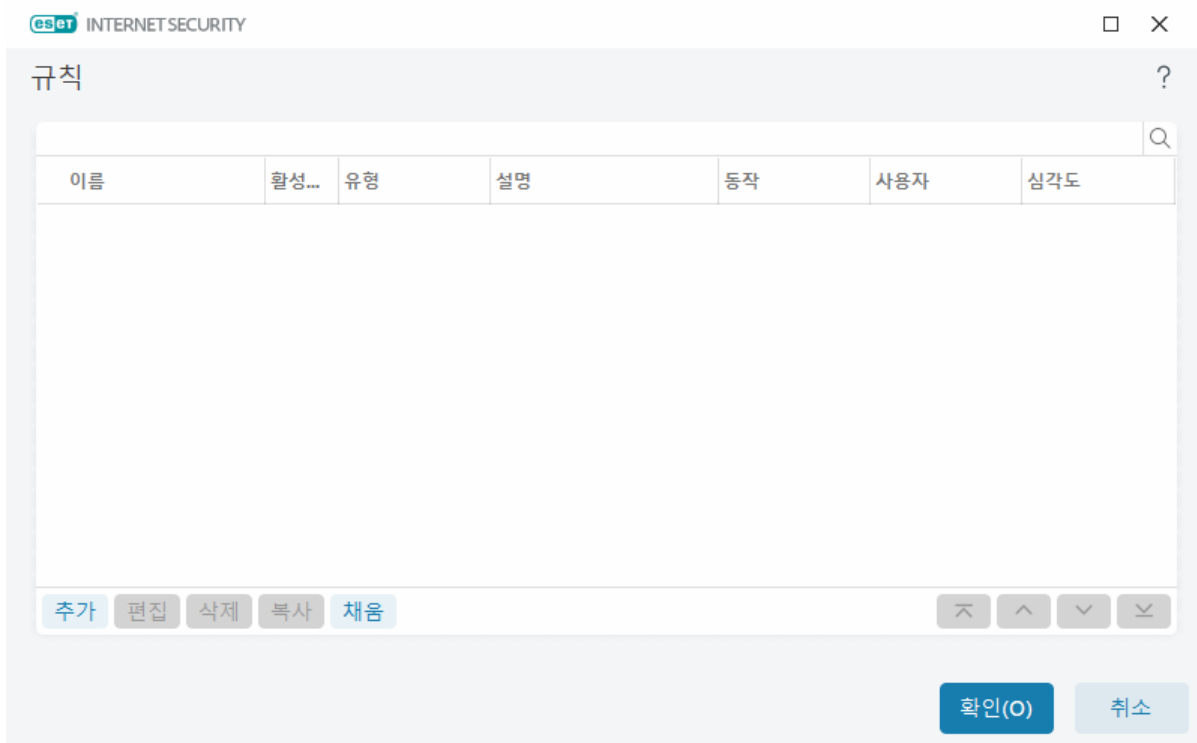 eset INTERNET SECURITY
규칙
?
이름 활성... 유형 설명 동작 사용자 심각도
추가 편집 삭제 복사 채움
확인(O) 취소